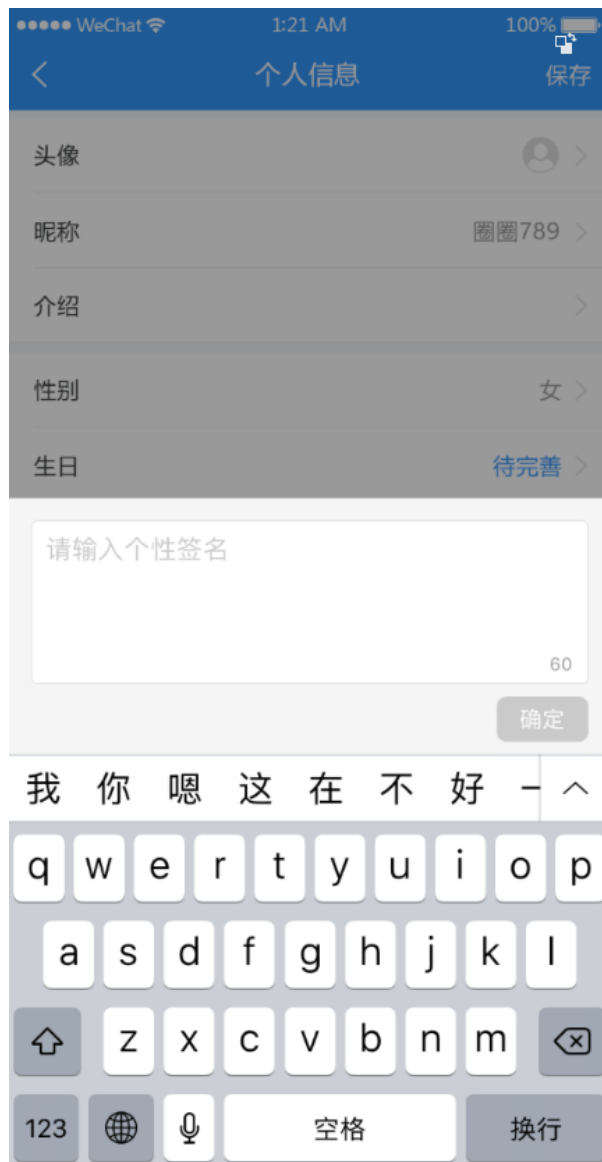 WeChat 1:21 AM 100%
个人信息 保存
头像
昵称 圈圈789
介绍
性别 女
生日 待完善
请输入个性签名
60
确定
我 你 嗯 这 在 不 好 一
q w e r t y u i o p
a s d f g h j k l
z x c v b n m
123 空格 换行